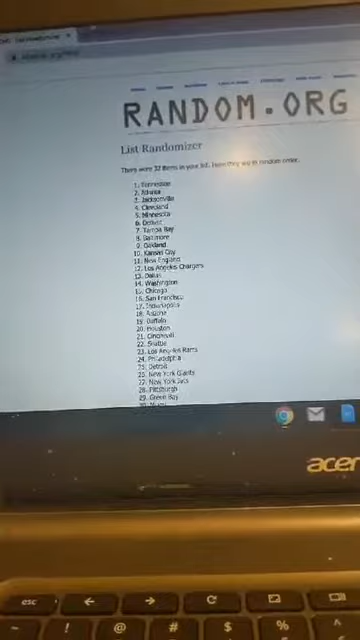 RANDOM.ORG
List Randomizer
There were 32 items in your list. Here they are in random order:
1. Tennessee
2. Atlanta
3. Jacksonville
4. Cleveland
5. Minnesota
6. Denver
7. Tampa Bay
8. Baltimore
9. Oakland
10. Kansas City
11. New England
12. Los Angeles Chargers
13. Dallas
14. Washington
15. Chicago
16. San Francisco
17. Indianapolis
18. Arizona
19. Buffalo
20. Houston
21. Cincinnati
22. Seattle
23. Los Angeles Rams
24. Philadelphia
25. Detroit
26. New York Giants
27. New York Jets
28. Pittsburgh
29. Green Bay
30. Miami
acer
esc
~ ! @ # $ % ^